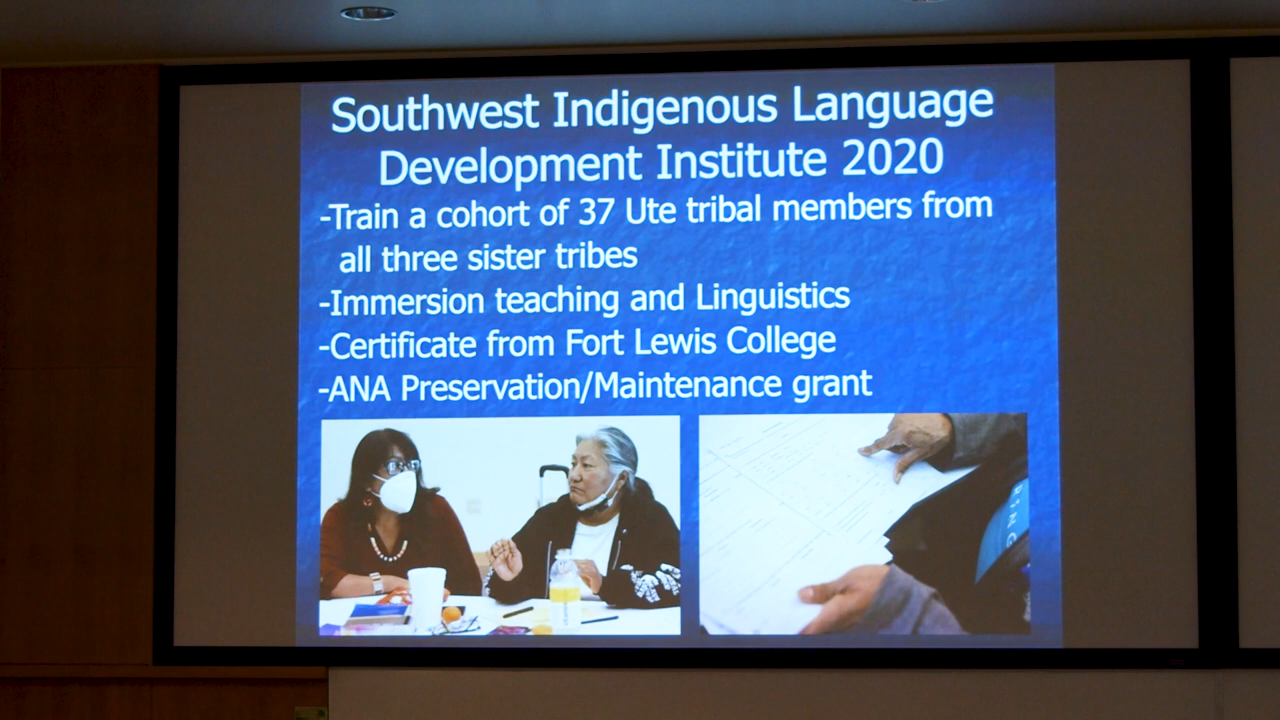 Southwest Indigenous Language
Development Institute 2020
-Train a cohort of 37 Ute tribal members from
all three sister tribes
-Immersion teaching and Linguistics
-Certificate from Fort Lewis College
-ANA Preservation/Maintenance grant